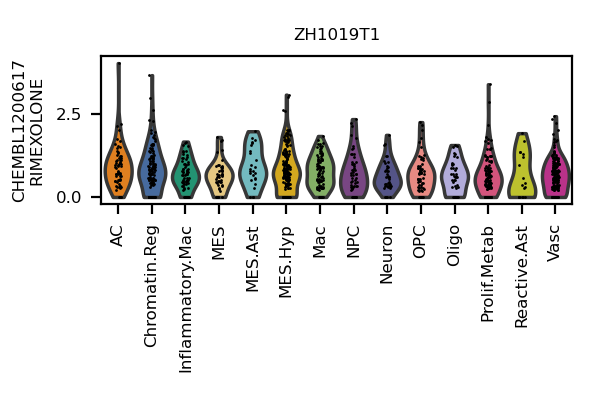 ZH1019T1
CHEMBL1200617
RIMEXOLONE
2.5
0.0
AC
Chromatin.Reg
Inflammatory.Mac
MES
MES.Ast
MES.Hyp
Mac
NPC
Neuron
OPC
Oligo
Prolif.Metab
Reactive.Ast
Vasc